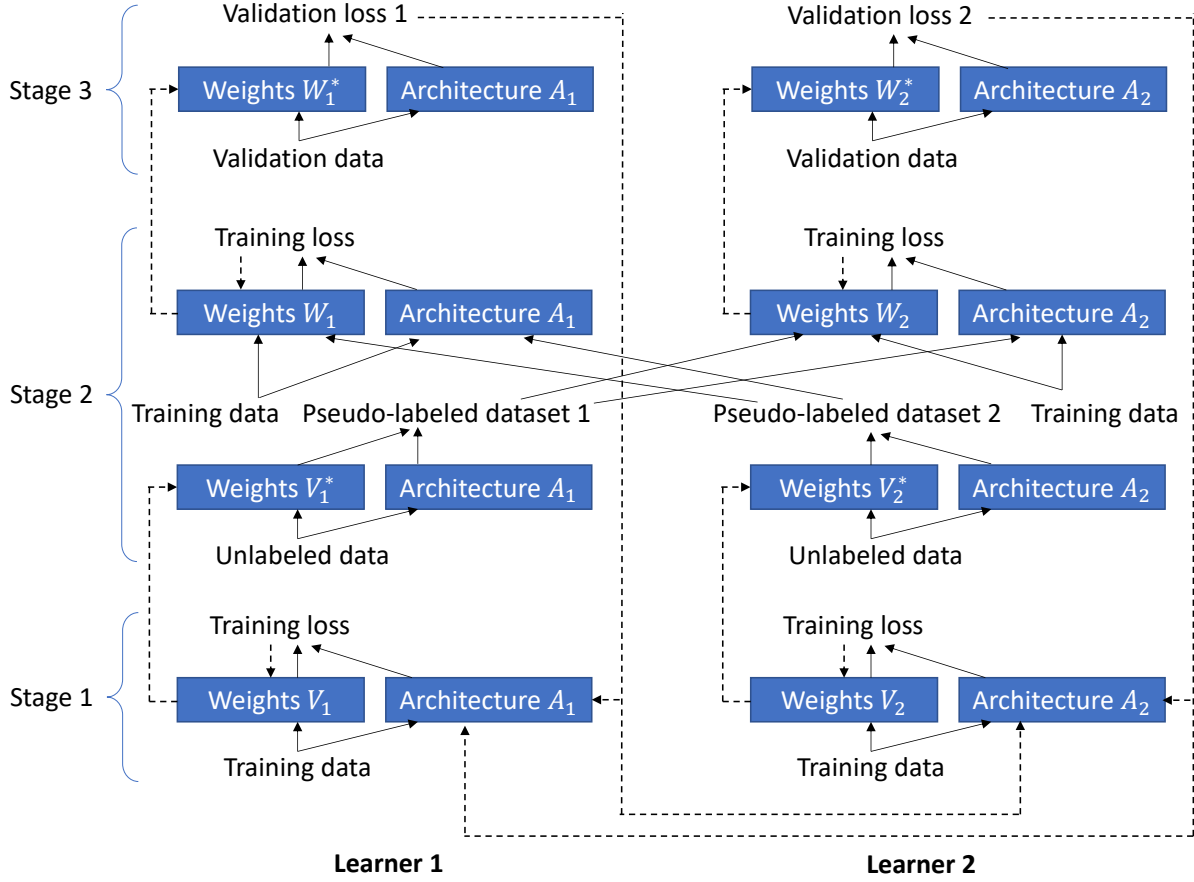 Validation loss 1
Validation loss 2
Stage 3
Weights W₁*
Architecture A₁
Weights W₂*
Architecture A₂
Validation data
Validation data
Training loss
Training loss
Weights W₁
Architecture A₁
Weights W₂
Architecture A₂
Stage 2
Training data
Pseudo-labeled dataset 1
Pseudo-labeled dataset 2
Training data
Weights V₁*
Architecture A₁
Weights V₂*
Architecture A₂
Unlabeled data
Unlabeled data
Training loss
Training loss
Stage 1
Weights V₁
Architecture A₁
Weights V₂
Architecture A₂
Training data
Training data
Learner 1
Learner 2